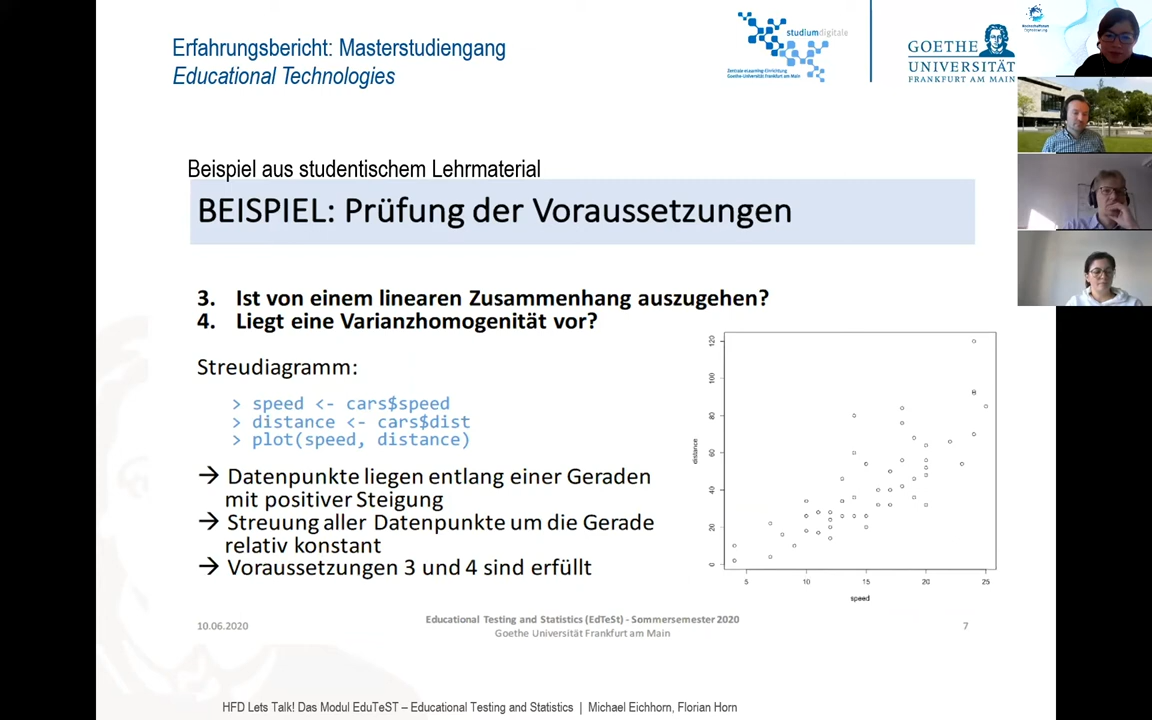 Erfahrungsbericht: Masterstudiengang
Educational Technologies
studiumdigitale
Zentrale eLearning-Einrichtung
Goethe-Universität Frankfurt am Main
GOETHE
UNIVERSITÄT
FRANKFURT AM MAIN
Beispiel aus studentischem Lehrmaterial
BEISPIEL: Prüfung der Voraussetzungen
3. Ist von einem linearen Zusammenhang auszugehen?
4. Liegt eine Varianzhomogenität vor?
Streudiagramm:
> speed <- cars$speed
> distance <- cars$dist
> plot(speed, distance)
→ Datenpunkte liegen entlang einer Geraden
mit positiver Steigung
→ Streuung aller Datenpunkte um die Gerade
relativ konstant
→ Voraussetzungen 3 und 4 sind erfüllt
120
100
80
60
40
20
0
distance
5 10 15 20 25
speed
10.06.2020
Educational Testing and Statistics (EdTeSt) - Sommersemester 2020
Goethe Universität Frankfurt am Main
7
HFD Lets Talk! Das Modul EduTeST – Educational Testing and Statistics | Michael Eichhorn, Florian Horn